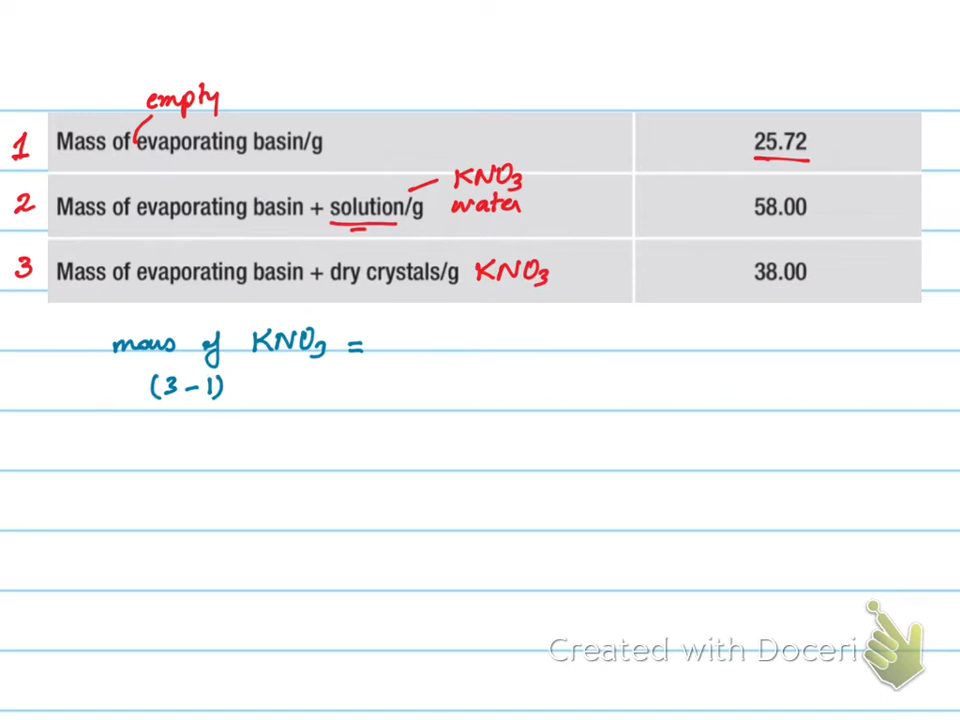 empty
1 Mass of evaporating basin/g 25.72
KNO3
2 Mass of evaporating basin + solution/g water 58.00
3 Mass of evaporating basin + dry crystals/g KNO3 38.00
mass of KNO3 =
(3-1)
Created with Doceri